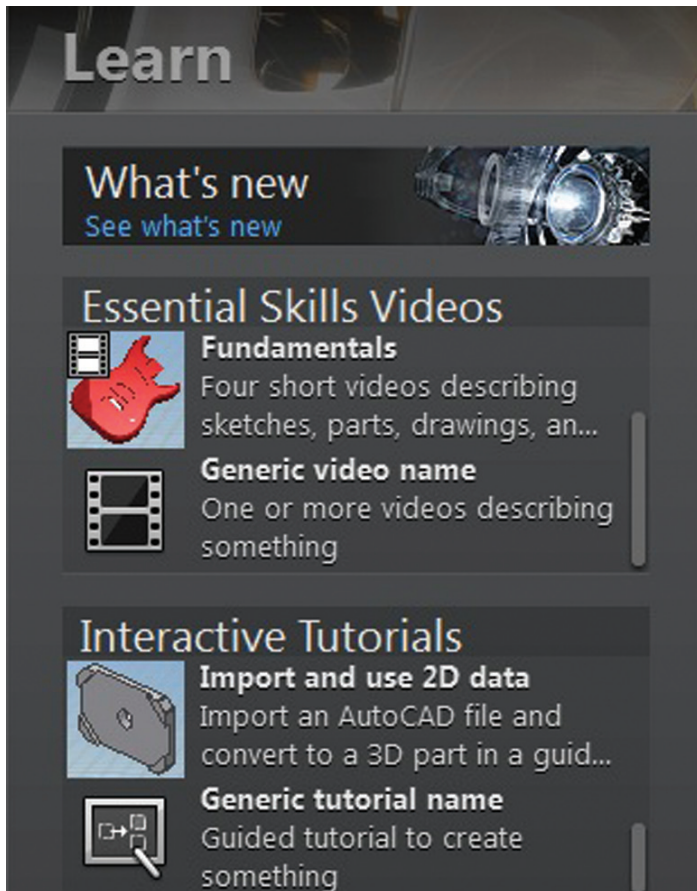 Learn
What's new
See what's new
Essential Skills Videos
Fundamentals
Four short videos describing
sketches, parts, drawings, an...
Generic video name
One or more videos describing
something
Interactive Tutorials
Import and use 2D data
Import an AutoCAD file and
convert to a 3D part in a guid...
Generic tutorial name
Guided tutorial to create
something